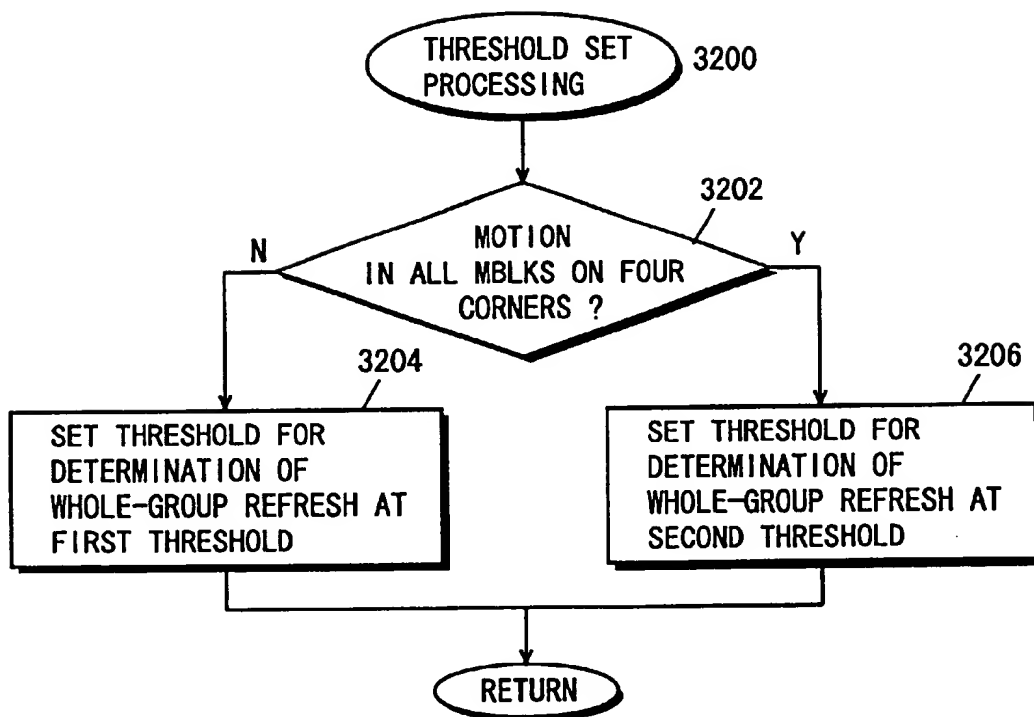 THRESHOLD SET
PROCESSING
3200
3202
N
MOTION
IN ALL MBLKS ON FOUR
CORNERS ?
Y
3204
SET THRESHOLD FOR
DETERMINATION OF
WHOLE-GROUP REFRESH AT
FIRST THRESHOLD
3206
SET THRESHOLD FOR
DETERMINATION OF
WHOLE-GROUP REFRESH AT
SECOND THRESHOLD
RETURN